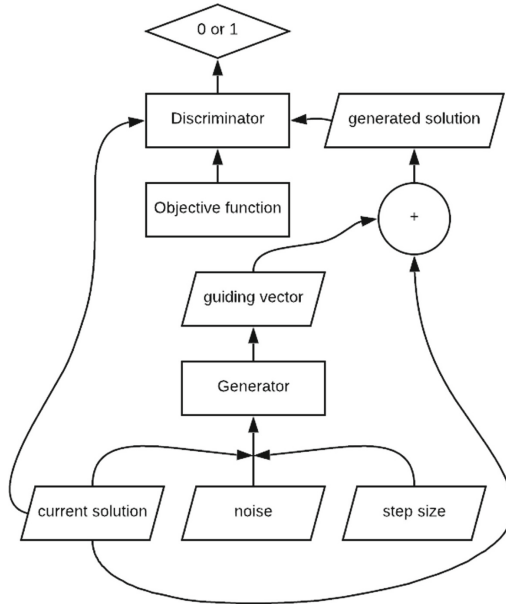 0 or 1
Discriminator
generated solution
Objective function
+
guiding vector
Generator
current solution
noise
step size